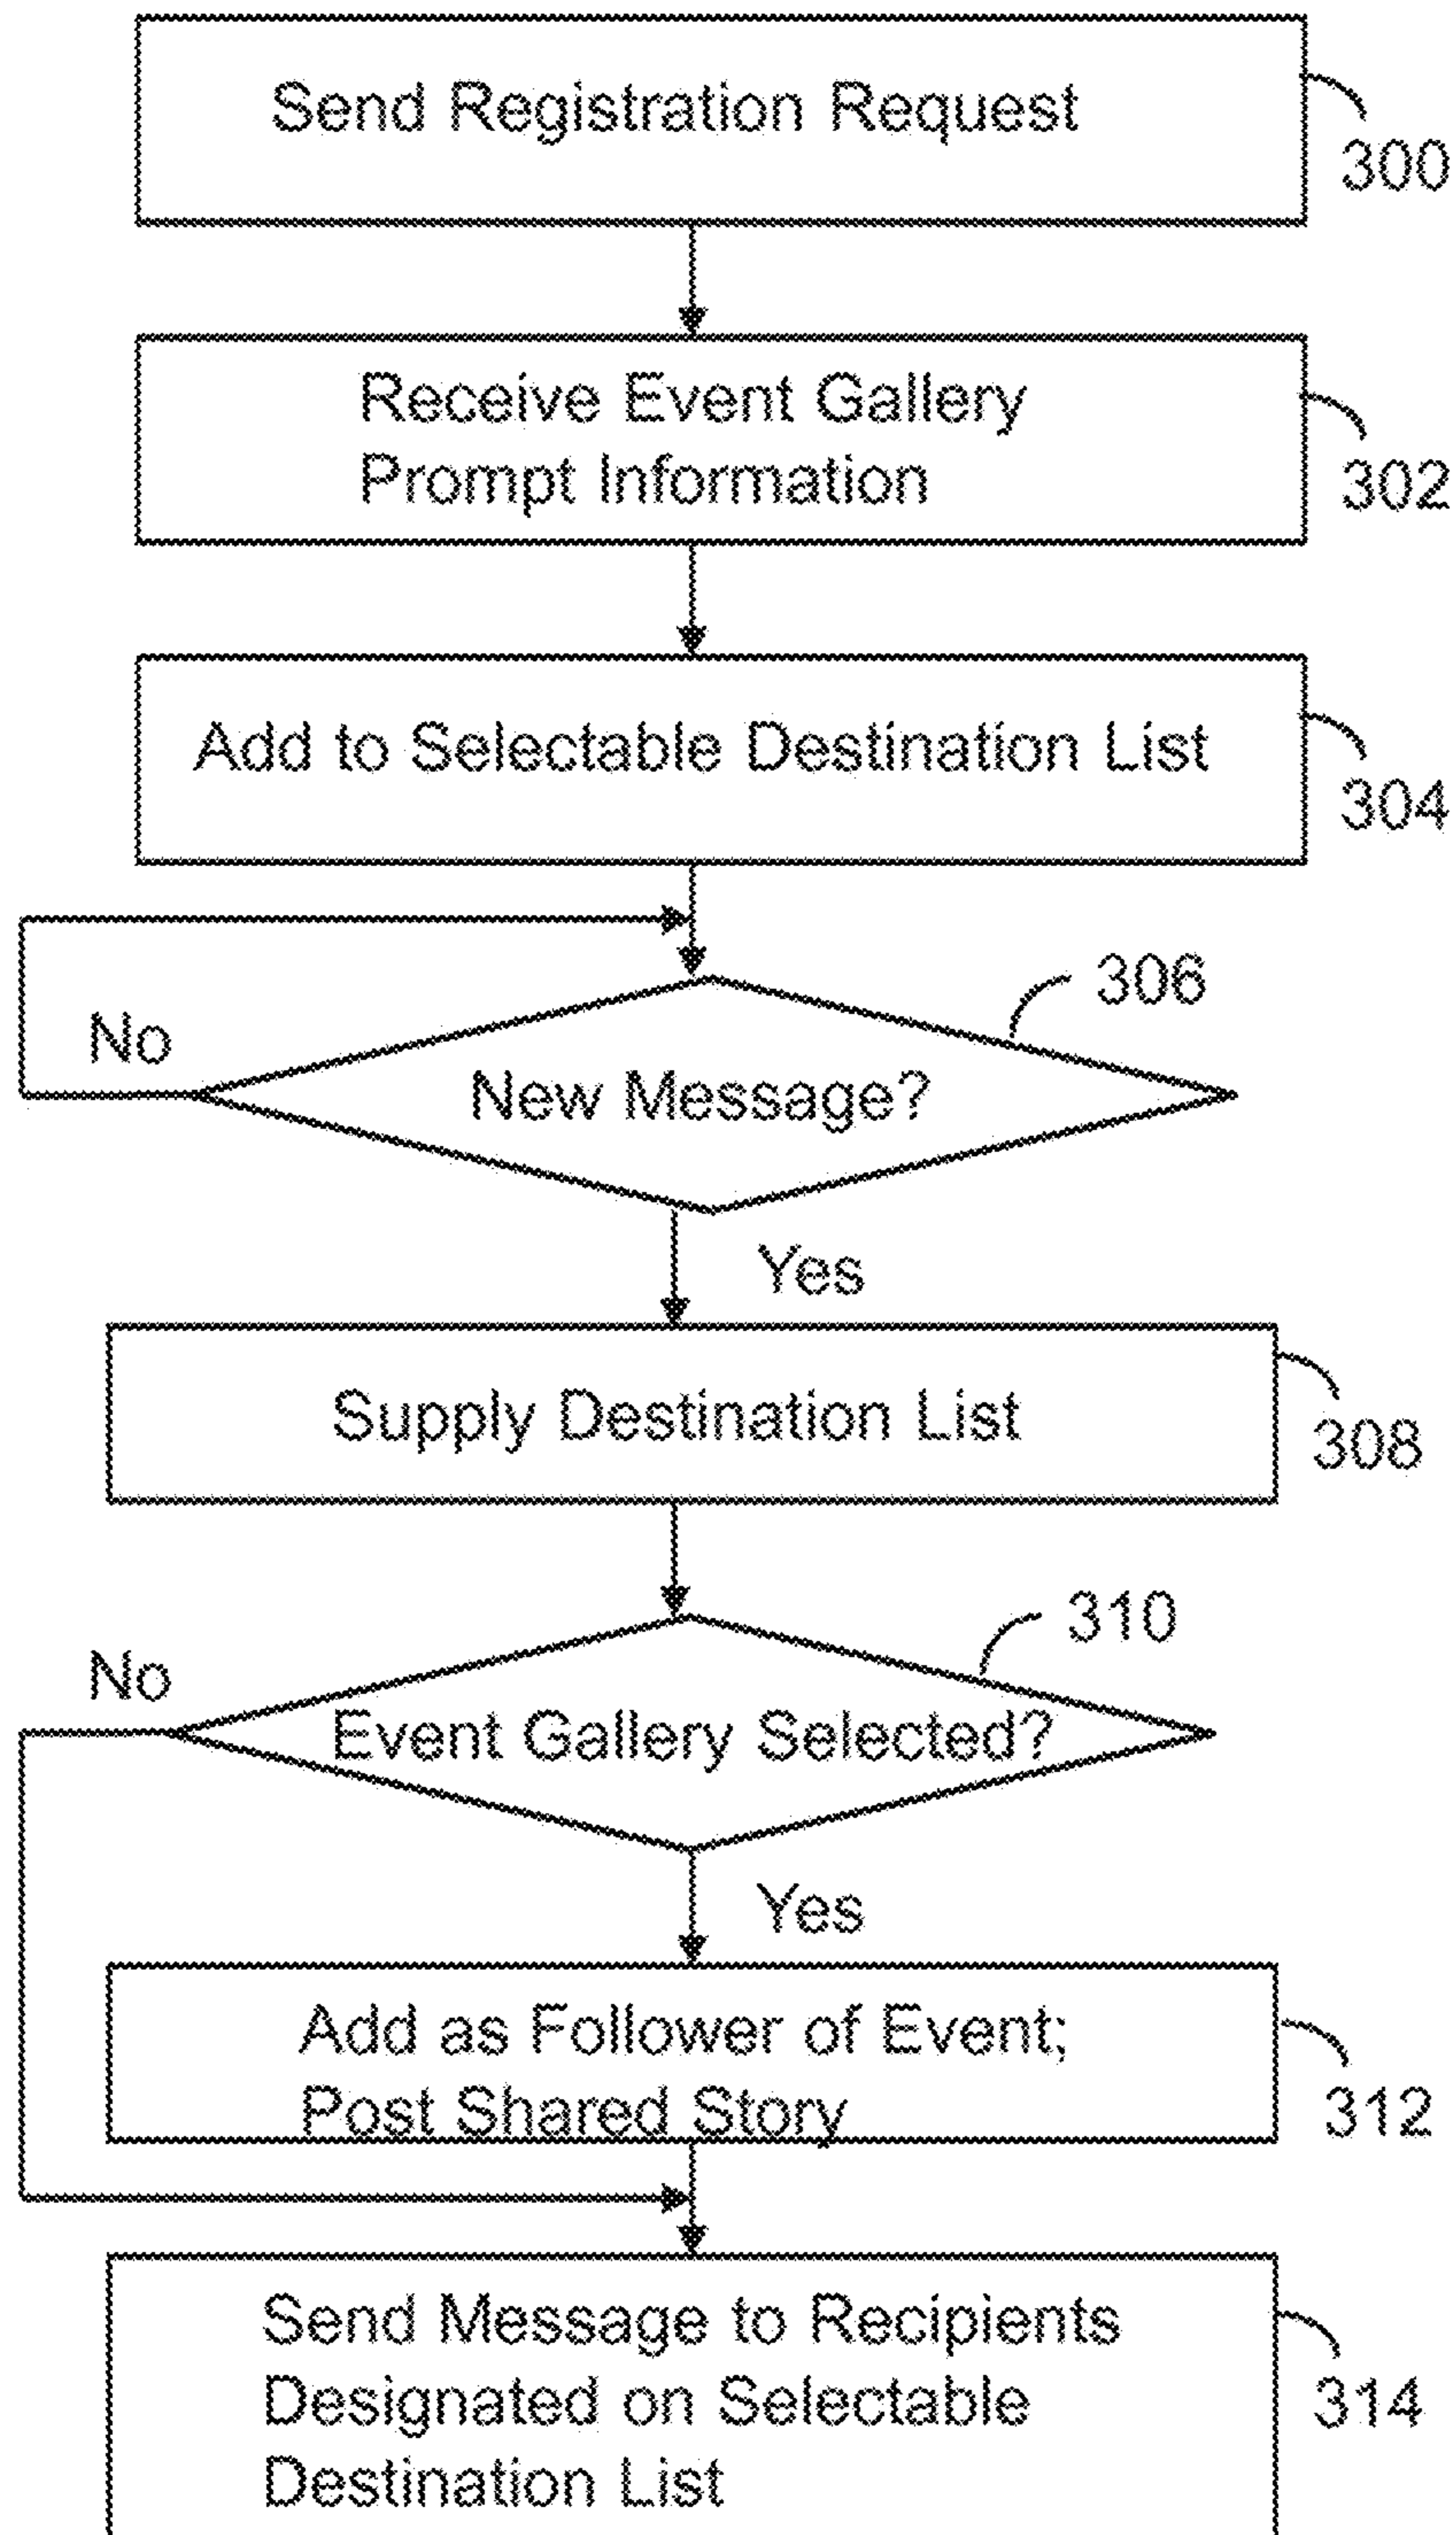 Send Registration Request
300
Receive Event Gallery
Prompt Information
302
Add to Selectable Destination List
304
306
No
New Message?
Yes
Supply Destination List
308
310
No
Event Gallery Selected?
Yes
Add as Follower of Event;
Post Shared Story
312
Send Message to Recipients
Designated on Selectable
Destination List
314